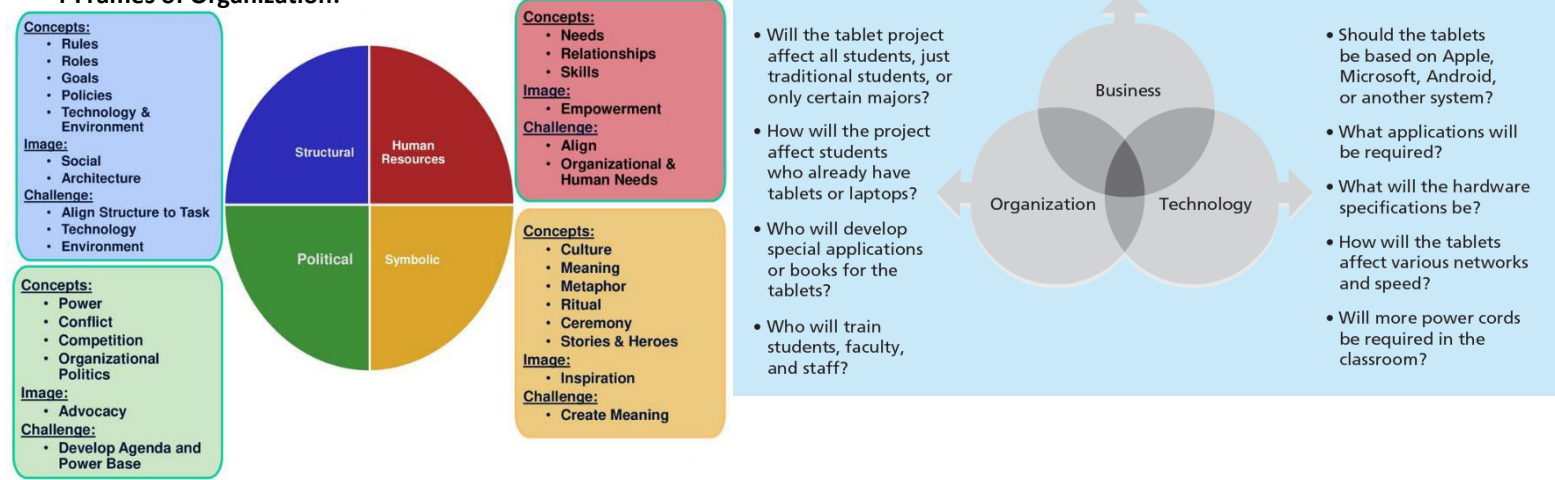 4 Frames of Organization:
Concepts:
• Rules
• Roles
• Goals
• Policies
• Technology &
Environment
Image:
• Social
• Architecture
Challenge:
• Align Structure to Task
• Technology
• Environment
Concepts:
• Power
• Conflict
• Competition
• Organizational
Politics
Image:
• Advocacy
Challenge:
• Develop Agenda and
Power Base
Structural
Human
Resources
Political
Symbolic
Concepts:
• Needs
• Relationships
• Skills
Image:
• Empowerment
Challenge:
• Align
• Organizational &
Human Needs
Concepts:
• Culture
• Meaning
• Metaphor
• Ritual
• Ceremony
• Stories & Heroes
Image:
• Inspiration
Challenge:
• Create Meaning
• Will the tablet project
affect all students, just
traditional students, or
only certain majors?
• How will the project
affect students
who already have
tablets or laptops?
• Who will develop
special applications
or books for the
tablets?
• Who will train
students, faculty,
and staff?
Business
Organization
Technology
• Should the tablets
be based on Apple,
Microsoft, Android,
or another system?
• What applications will
be required?
• What will the hardware
specifications be?
• How will the tablets
affect various networks
and speed?
• Will more power cords
be required in the
classroom?